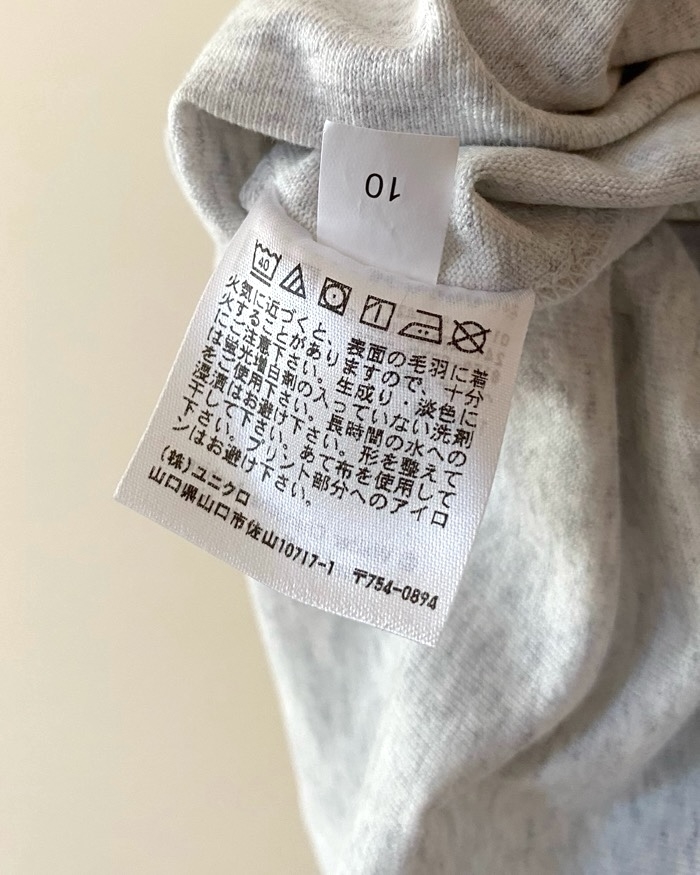 10
40
火気に近づくと、表面の毛羽に着
火することがありますので、十分
にご注意下さい。生成り、淡色に
は蛍光増白剤の入っていない洗剤
をご使用下さい。長時間の水への
浸漬はお避け下さい。形を整えて
干して下さい。あて布を使用して
下さい。プリント部分へのアイロ
ンはお避け下さい。
(株)ユニクロ
山口県山口市佐山10717-1 〒754-0894